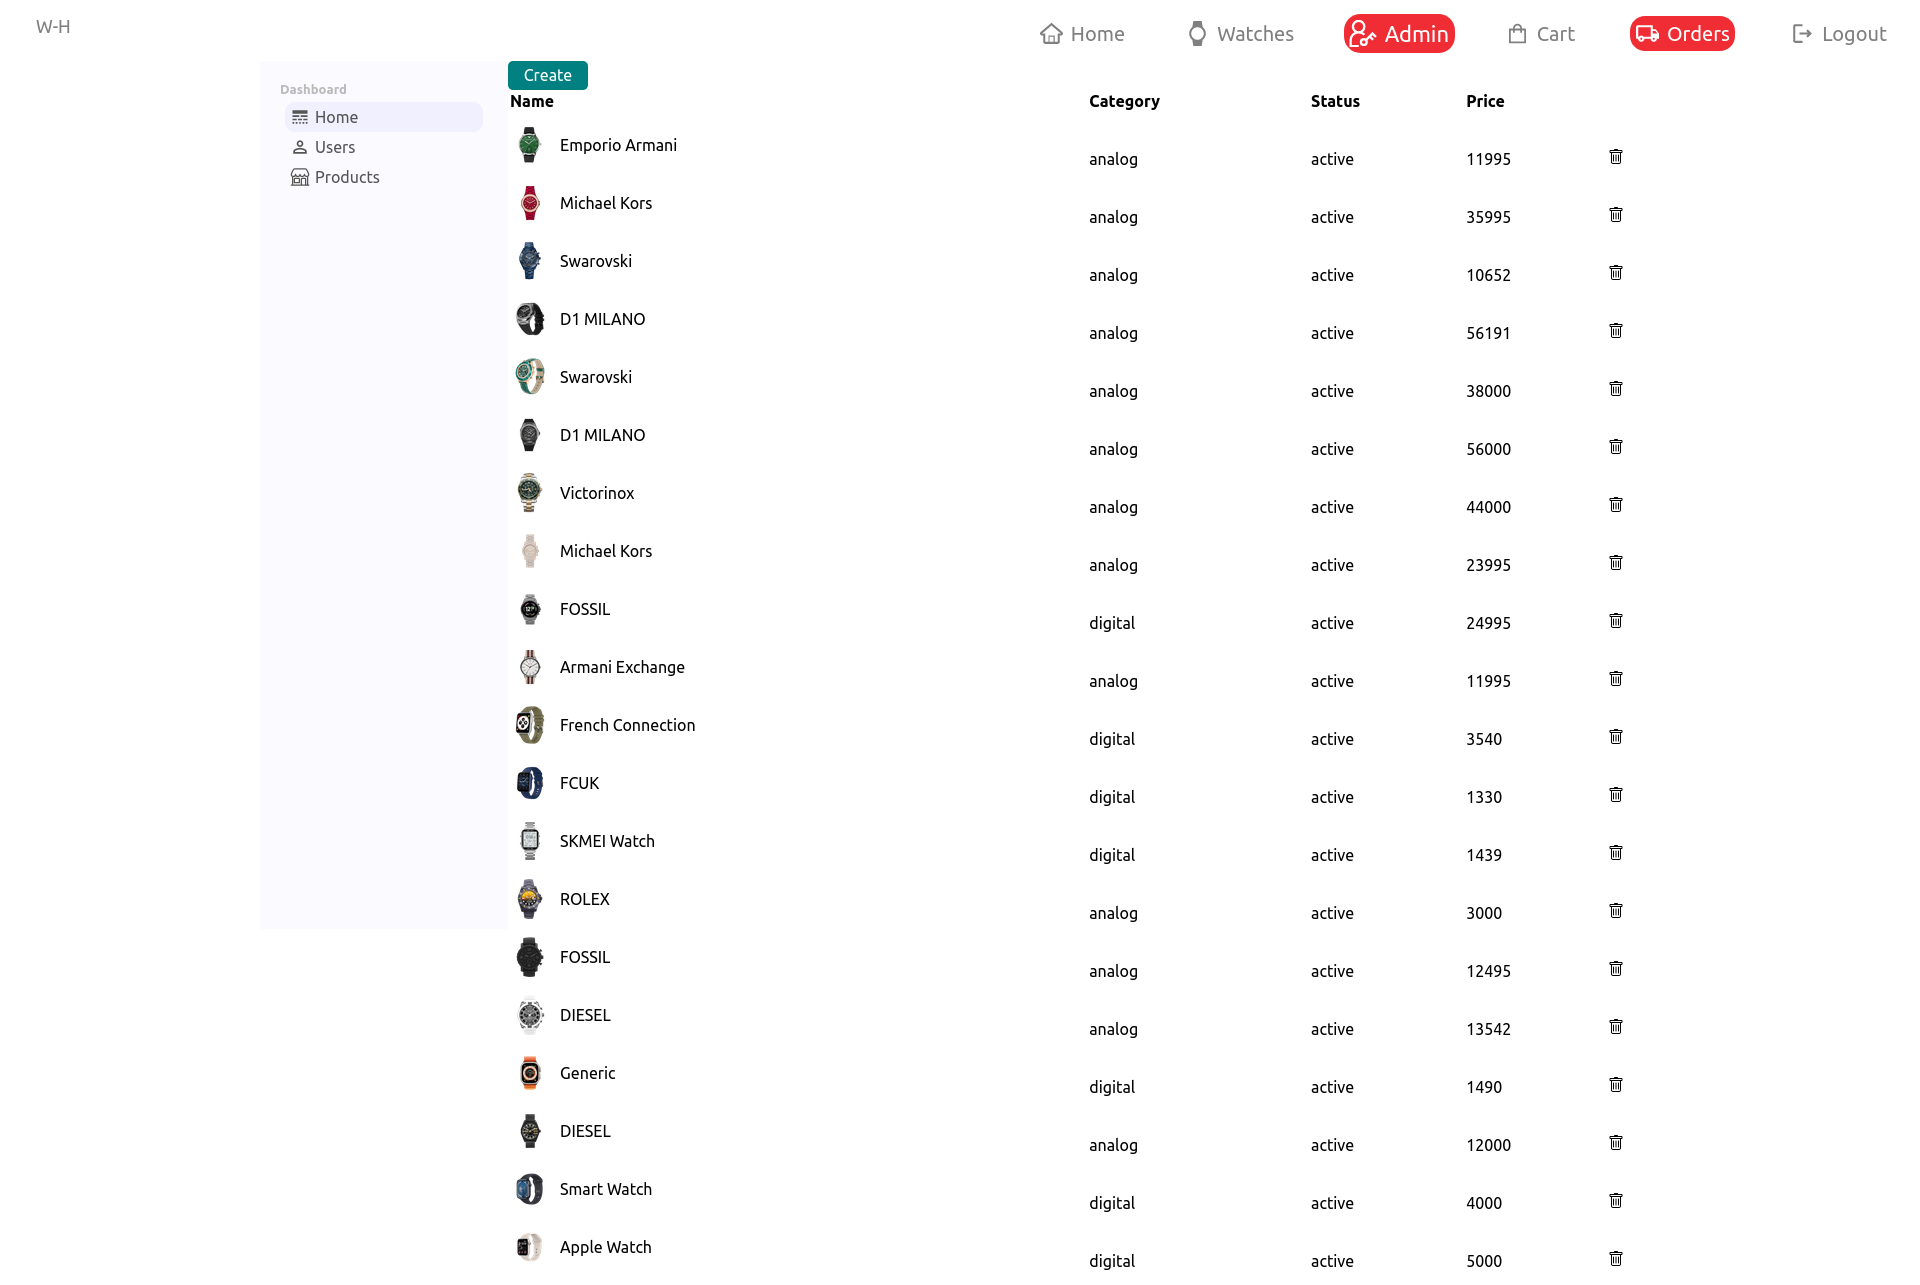 W-H
Home Watches Admin Cart Orders Logout
Dashboard
Home
Users
Products
Create
Name Category Status Price
Emporio Armani analog active 11995
Michael Kors analog active 35995
Swarovski analog active 10652
D1 MILANO analog active 56191
Swarovski analog active 38000
D1 MILANO analog active 56000
Victorinox analog active 44000
Michael Kors analog active 23995
FOSSIL digital active 24995
Armani Exchange analog active 11995
French Connection digital active 3540
FCUK digital active 1330
SKMEI Watch digital active 1439
ROLEX analog active 3000
FOSSIL analog active 12495
DIESEL analog active 13542
Generic digital active 1490
DIESEL analog active 12000
Smart Watch digital active 4000
Apple Watch digital active 5000